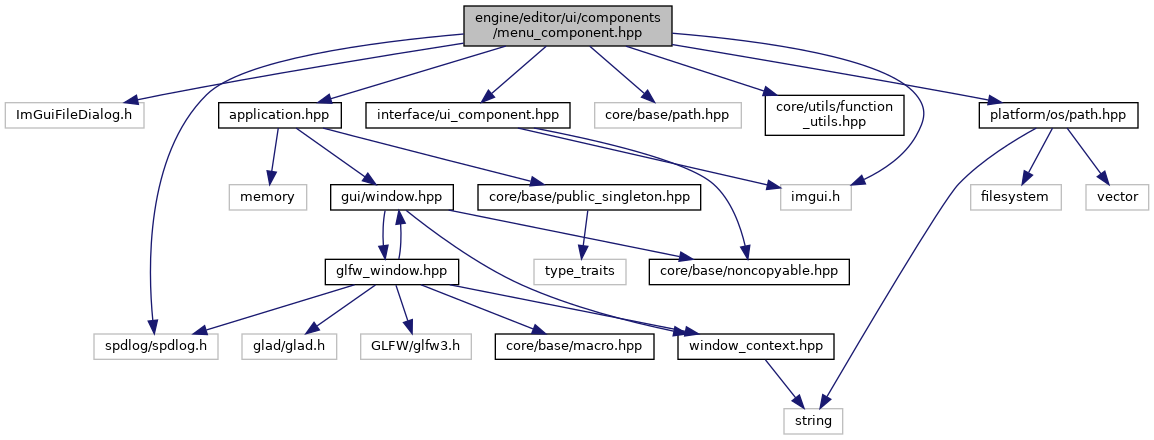 engine/editor/ui/components
/menu_component.hpp
ImGuiFileDialog.h
application.hpp
interface/ui_component.hpp
core/base/path.hpp
core/utils/function
_utils.hpp
platform/os/path.hpp
memory
gui/window.hpp
core/base/public_singleton.hpp
imgui.h
filesystem
vector
glfw_window.hpp
type_traits
core/base/noncopyable.hpp
spdlog/spdlog.h
glad/glad.h
GLFW/glfw3.h
core/base/macro.hpp
window_context.hpp
string